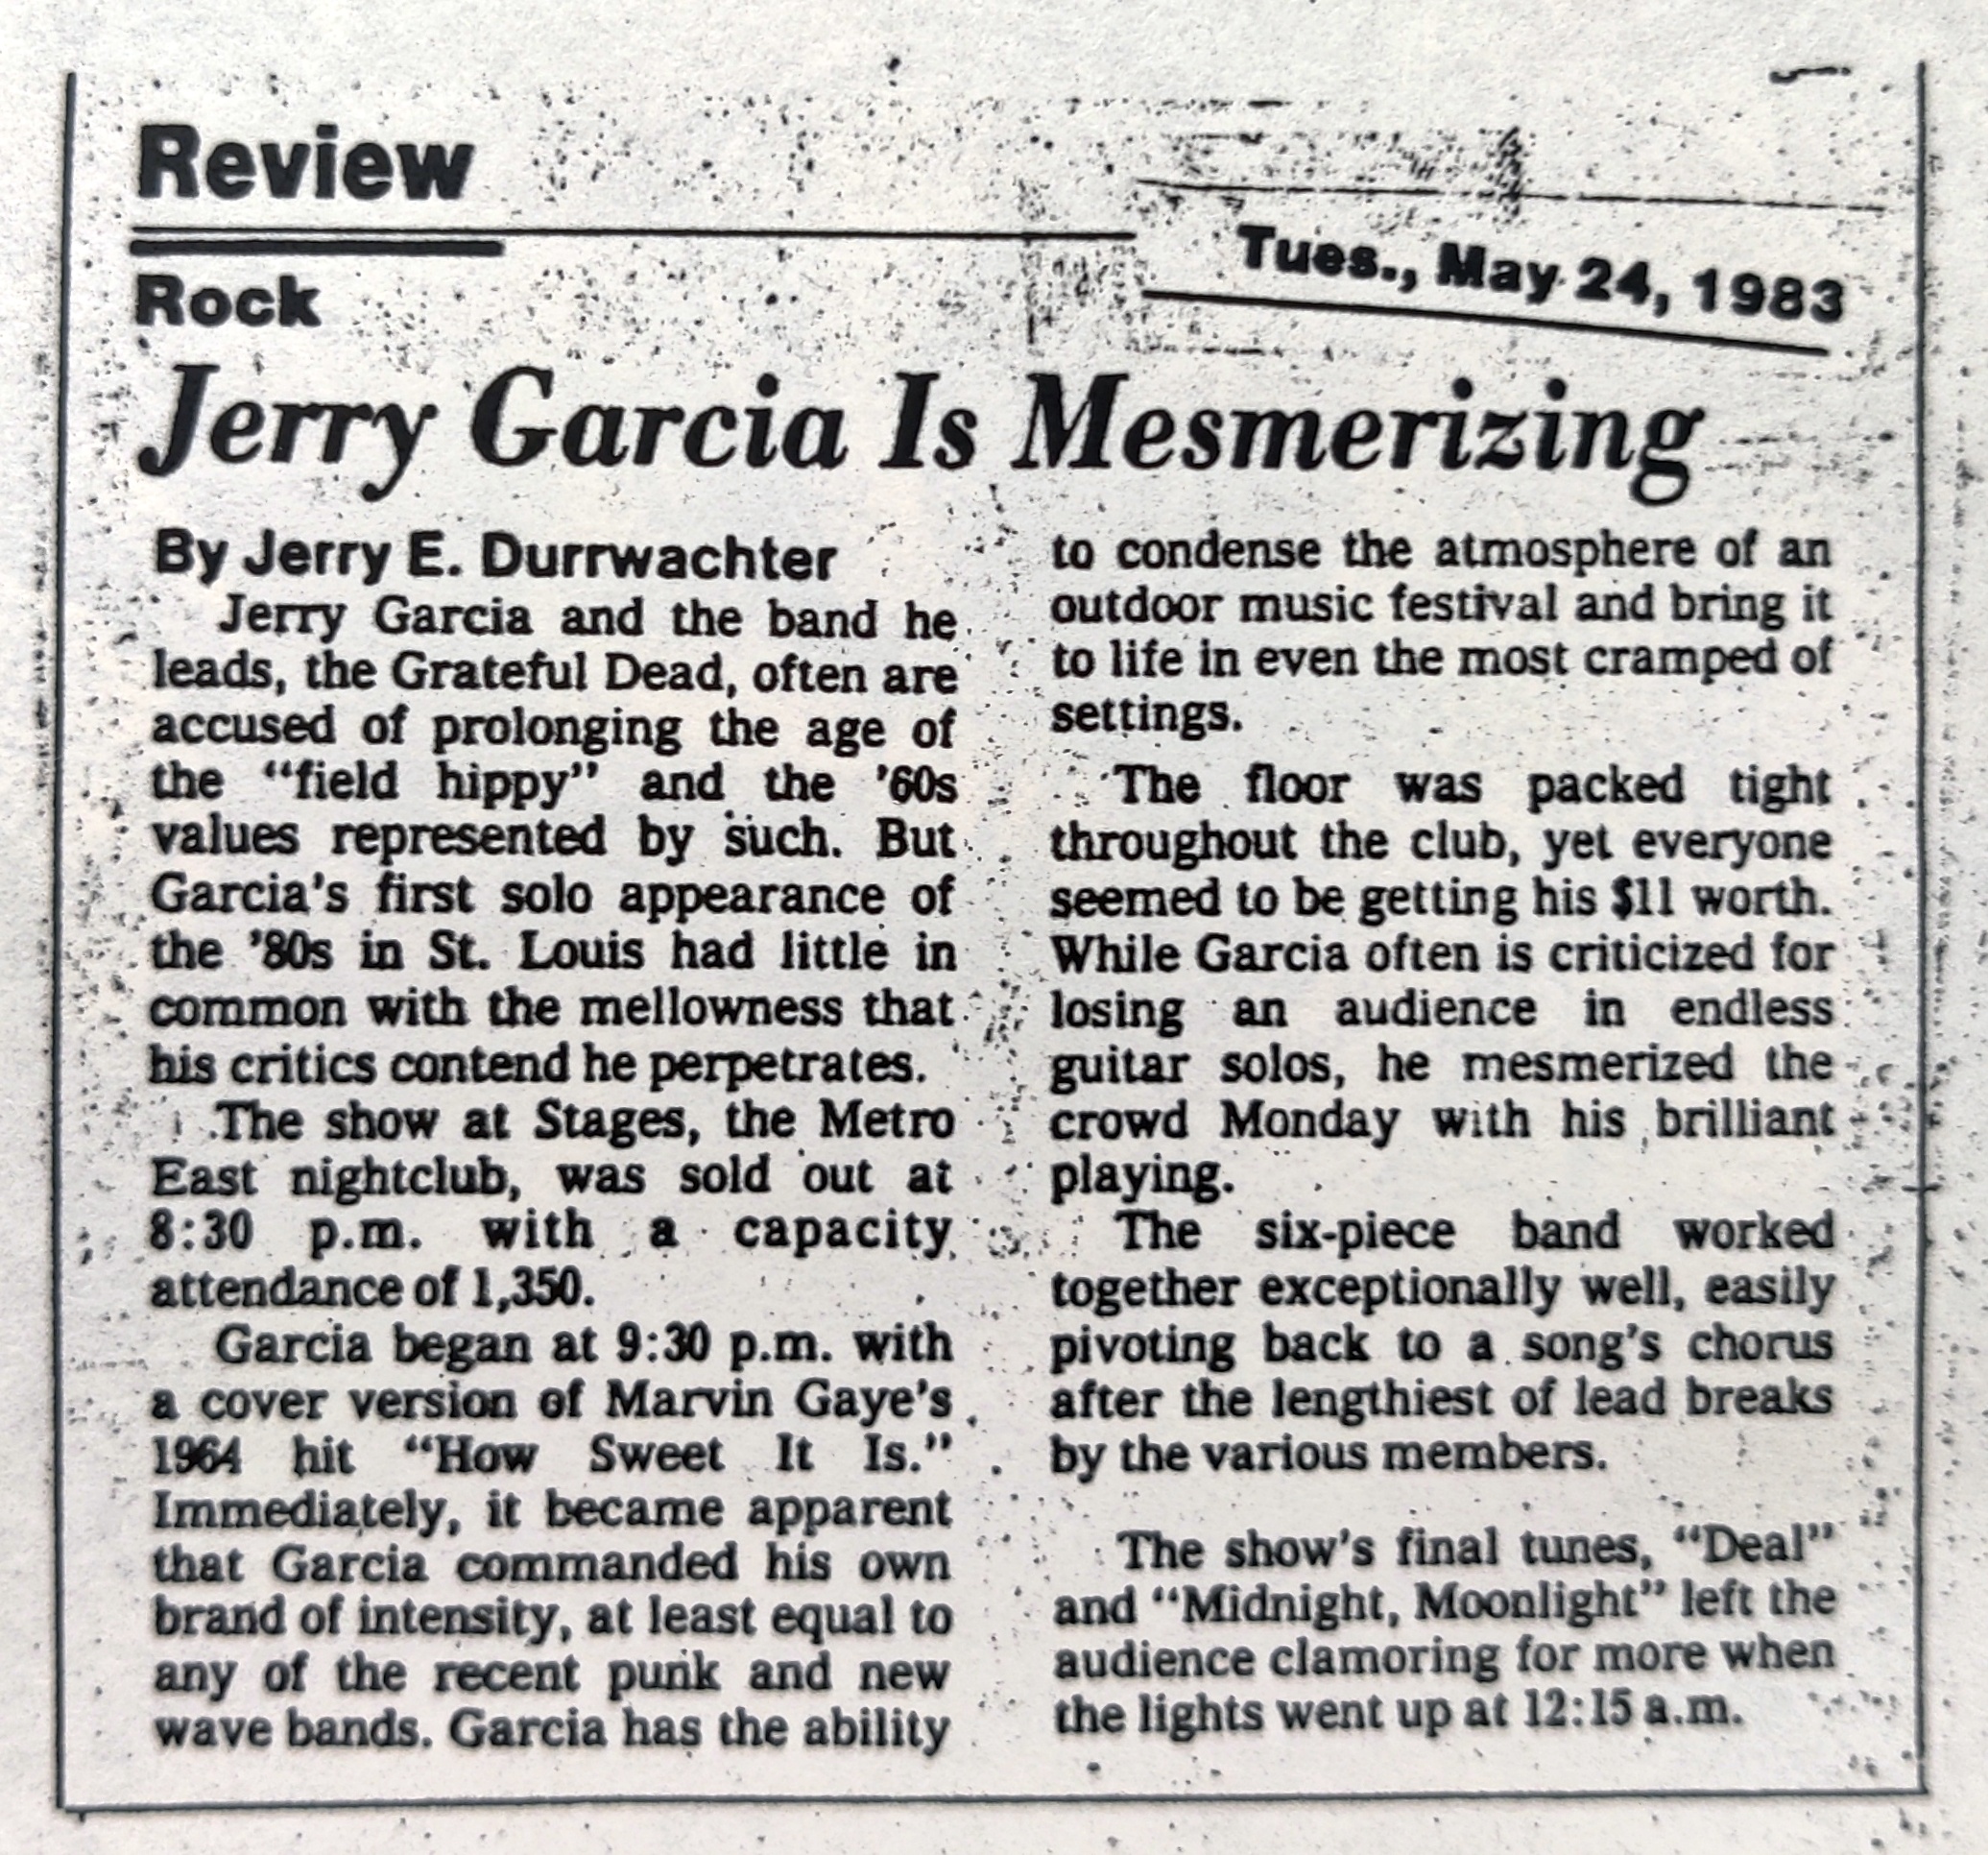 Review
Tues., May 24, 1983
Rock
Jerry Garcia Is Mesmerizing
By Jerry E. Durrwachter
Jerry Garcia and the band he
leads, the Grateful Dead, often are
accused of prolonging the age of
the “field hippy” and the ’60s
values represented by such. But
Garcia’s first solo appearance of
the ’80s in St. Louis had little in
common with the mellowness that
his critics contend he perpetrates.
The show at Stages, the Metro
East nightclub, was sold out at
8:30 p.m. with a capacity
attendance of 1,350.
Garcia began at 9:30 p.m. with
a cover version of Marvin Gaye’s
1964 hit “How Sweet It Is.”
Immediately, it became apparent
that Garcia commanded his own
brand of intensity, at least equal to
any of the recent punk and new
wave bands. Garcia has the ability
to condense the atmosphere of an
outdoor music festival and bring it
to life in even the most cramped of
settings.
The floor was packed tight
throughout the club, yet everyone
seemed to be getting his $11 worth.
While Garcia often is criticized for
losing an audience in endless
guitar solos, he mesmerized the
crowd Monday with his brilliant
playing.
The six-piece band worked
together exceptionally well, easily
pivoting back to a song’s chorus
after the lengthiest of lead breaks
by the various members.
The show’s final tunes, “Deal”
and “Midnight, Moonlight” left the
audience clamoring for more when
the lights went up at 12:15 a.m.